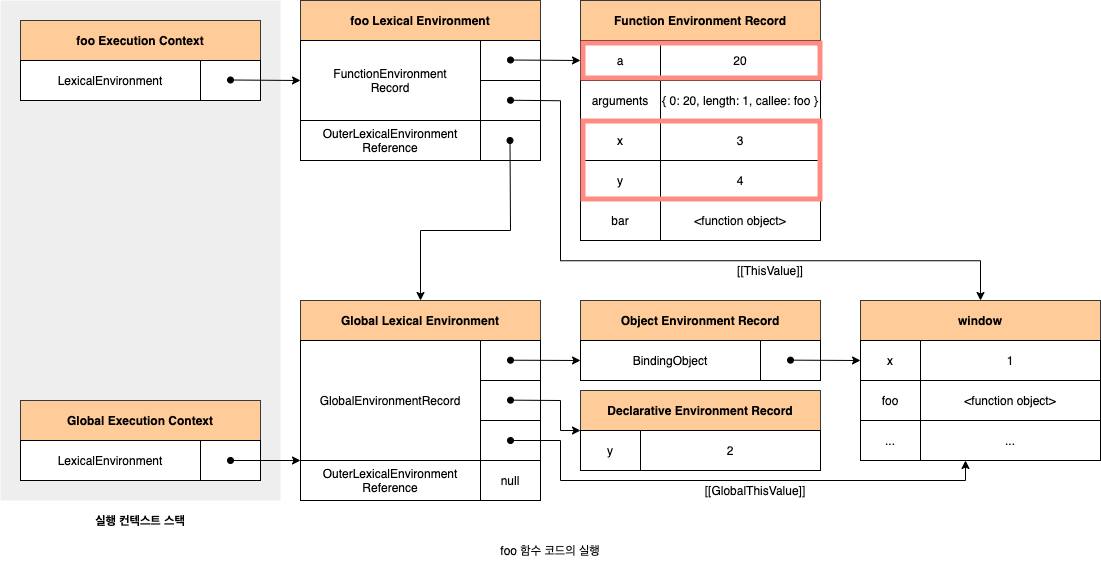 foo Execution Context
LexicalEnvironment
foo Lexical Environment
FunctionEnvironment
Record
OuterLexicalEnvironment
Reference
Function Environment Record
a 20
arguments { 0: 20, length: 1, callee: foo }
x 3
y 4
bar <function object>
[[ThisValue]]
Global Execution Context
LexicalEnvironment
Global Lexical Environment
GlobalEnvironmentRecord
OuterLexicalEnvironment
Reference
null
Object Environment Record
BindingObject
Declarative Environment Record
y 2
window
x 1
foo <function object>
... ...
[[GlobalThisValue]]
실행 컨텍스트 스택
foo 함수 코드의 실행